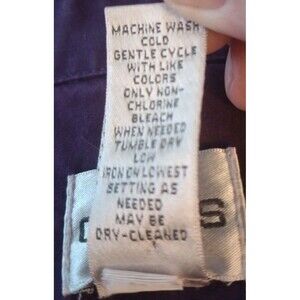 MACHINE WASH
COLD
GENTLE CYCLE
WITH LIKE
COLORS
ONLY NON-
CHLORINE
BLEACH
WHEN NEEDED
TUMBLE DRY
LOW
IRON ON LOWEST
SETTING AS
NEEDED
MAY BE
DRY-CLEANED